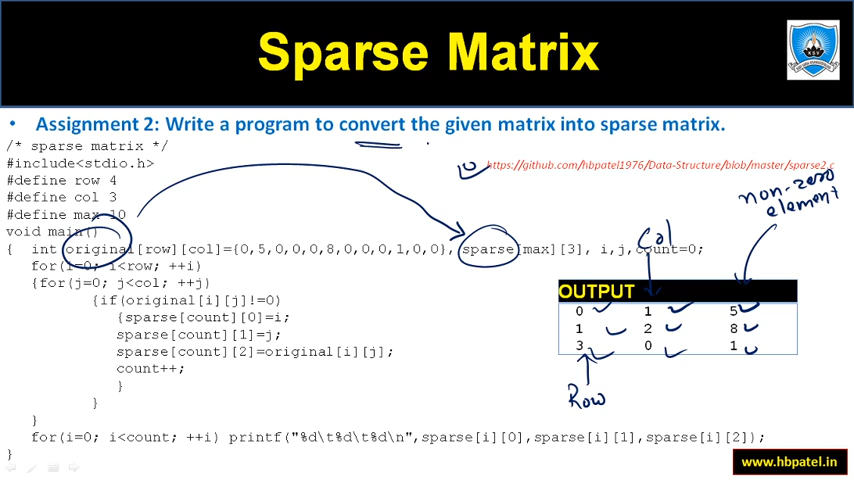 Sparse Matrix
• Assignment 2: Write a program to convert the given matrix into sparse matrix.
/* sparse matrix */
#include<stdio.h>
https://github.com/hbpatel1976/Data-Structure/blob/master/sparse2.c
#define row 4
#define col 3
#define max 10
void main()
{  int original[row][col]={0,5,0,0,0,8,0,0,0,1,0,0}, sparse[max][3], i,j,count=0;
for(i=0; i<row; ++i)
{for(j=0; j<col; ++j)
{if(original[i][j]!=0)
{sparse[count][0]=i;
sparse[count][1]=j;
sparse[count][2]=original[i][j];
count++;
}
}
}
for(i=0; i<count; ++i) printf("%d\t%d\t%d\n",sparse[i][0],sparse[i][1],sparse[i][2]);
}
non-zero
element
Col
OUTPUT
0 1 5
1 2 8
3 0 1
Row
www.hbpatel.in